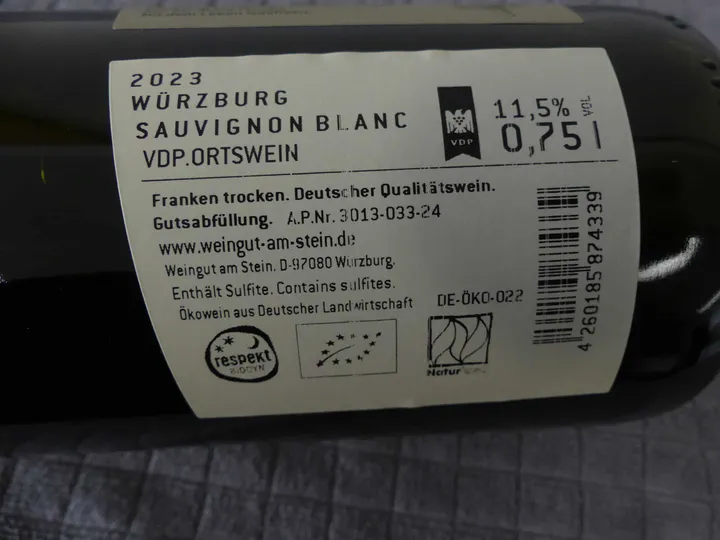 2023
WÜRZBURG
SAUVIGNON BLANC
VDP.ORTSWEIN
VDP
11,5% VOL
0,75 l
Franken trocken. Deutscher Qualitätswein.
Gutsabfüllung. A.P.Nr. 3013-033-24
www.weingut-am-stein.de
Weingut am Stein. D-97080 Würzburg.
Enthält Sulfite. Contains sulfites.
Ökowein aus Deutscher Landwirtschaft
DE-ÖKO-022
respekt
BIODYN
Natur
4 260185 874339